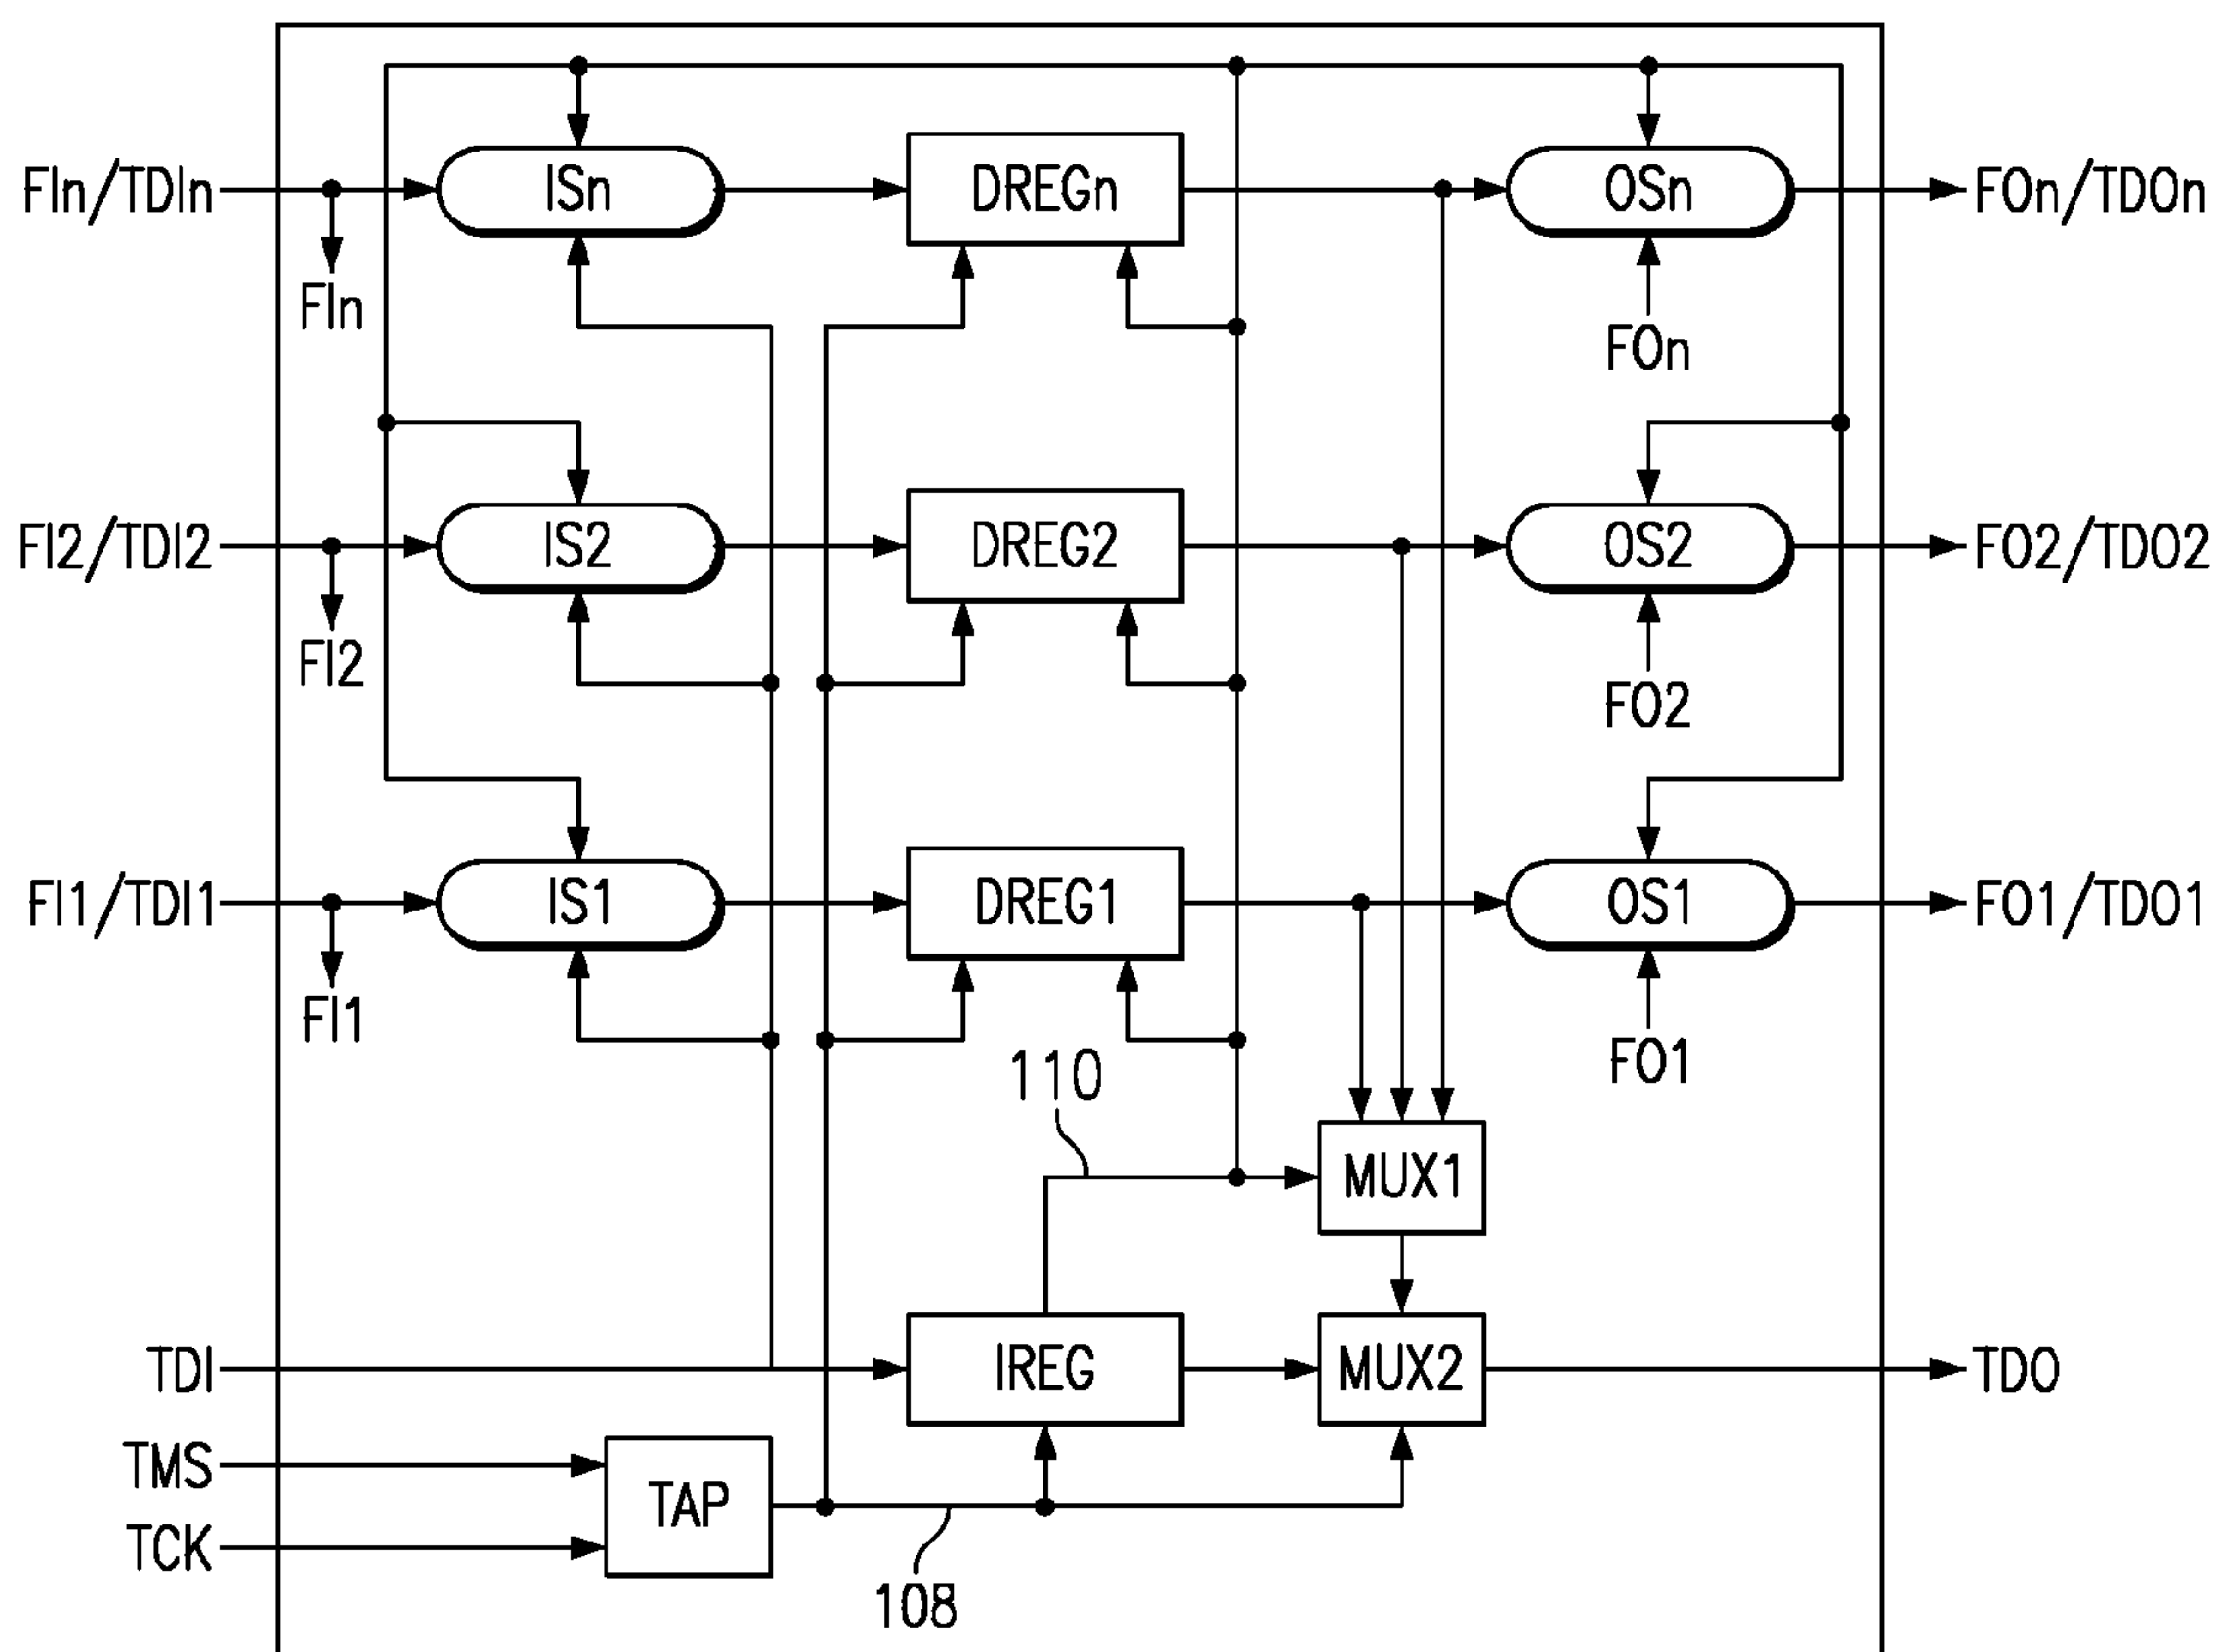 FIn/TDIn ISn DREGn OSn FOn/TDOn
FIn
FOn
FI2/TDI2 IS2 DREG2 OS2 FO2/TDO2
FI2
FO2
FI1/TDI1 IS1 DREG1 OS1 FO1/TDO1
FI1
FO1
110
MUX1
TDI IREG MUX2 TDO
TMS
TAP
TCK
108